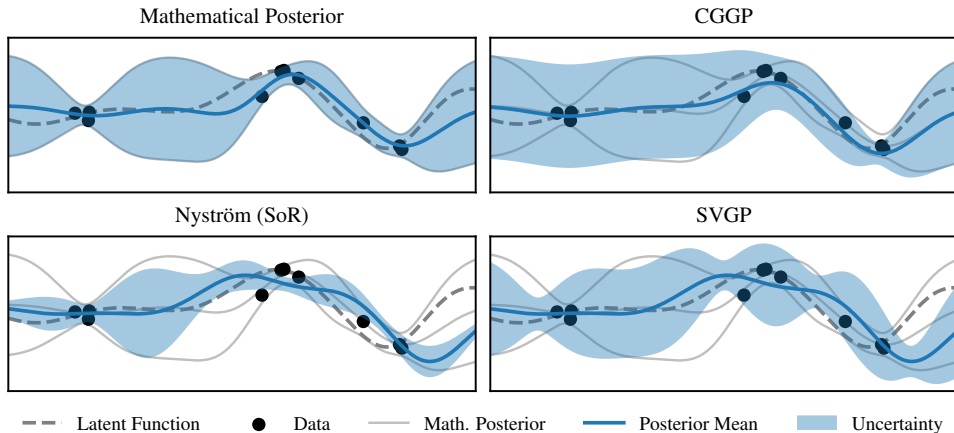 Mathematical Posterior
CGGP
Nyström (SoR)
SVGP
Latent Function Data Math. Posterior Posterior Mean Uncertainty